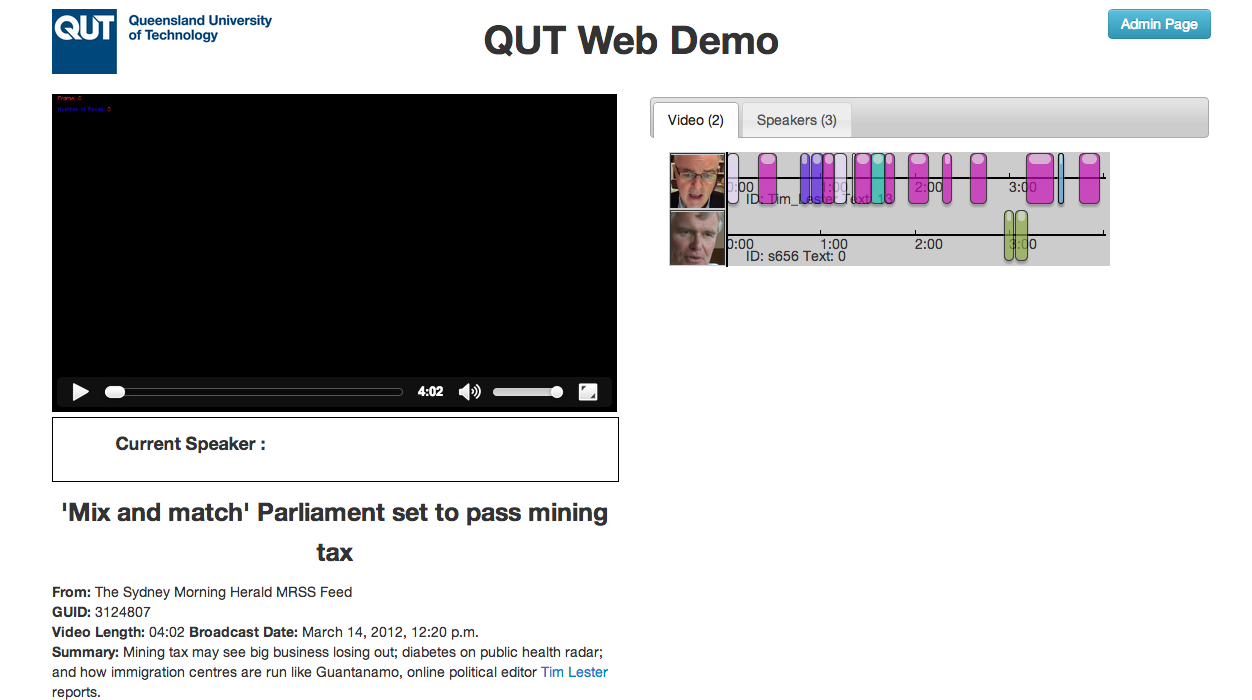 QUT
Queensland University
of Technology
QUT Web Demo
Admin Page
Frame: 0
Number of Faces: 0
4:02
Current Speaker :
'Mix and match' Parliament set to pass mining
tax
From: The Sydney Morning Herald MRSS Feed
GUID: 3124807
Video Length: 04:02 Broadcast Date: March 14, 2012, 12:20 p.m.
Summary: Mining tax may see big business losing out; diabetes on public health radar;
and how immigration centres are run like Guantanamo, online political editor Tim Lester
reports.
Video (2)
Speakers (3)
0:00 1:00 2:00 3:00
ID: Tim_Lester Text: 13
0:00 1:00 2:00 3:00
ID: s656 Text: 0